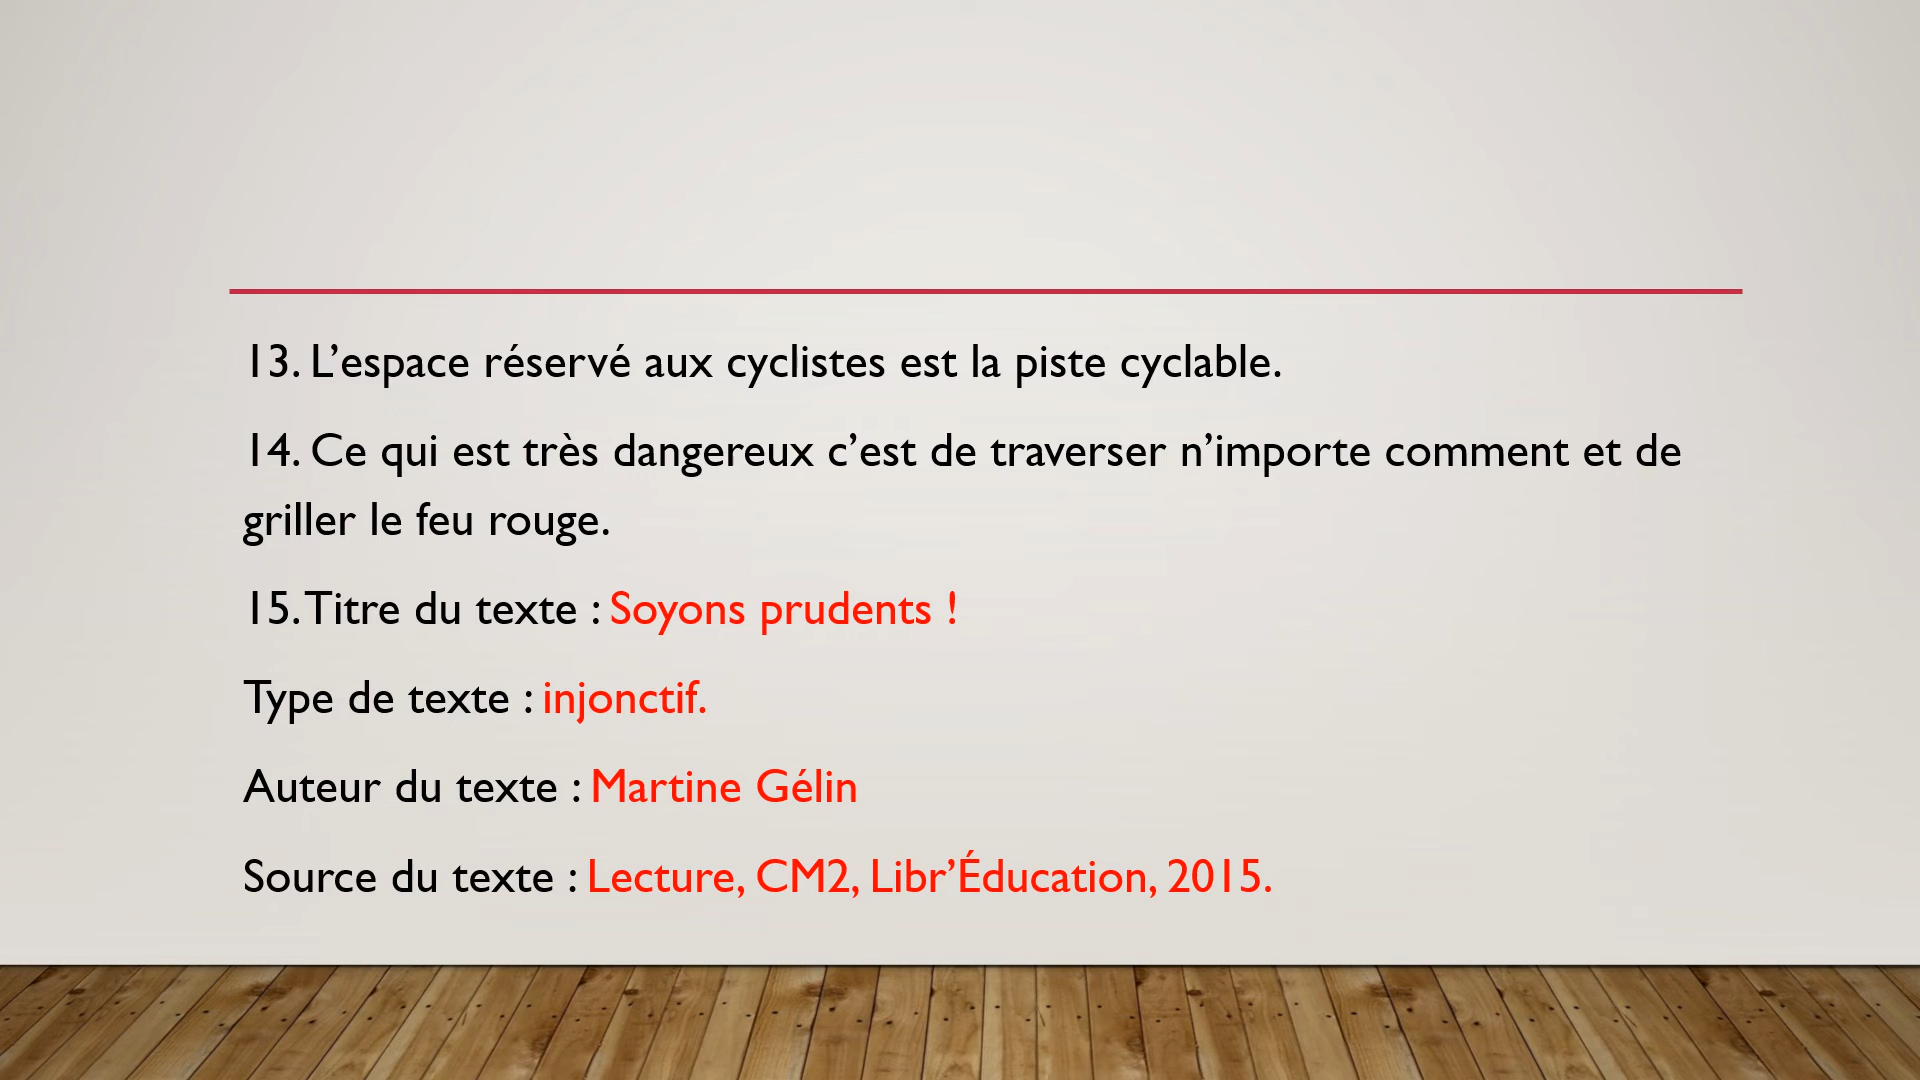 13. L’espace réservé aux cyclistes est la piste cyclable.
14. Ce qui est très dangereux c’est de traverser n’importe comment et de
griller le feu rouge.
15. Titre du texte : Soyons prudents !
Type de texte : injonctif.
Auteur du texte : Martine Gélin
Source du texte : Lecture, CM2, Libr’Éducation, 2015.